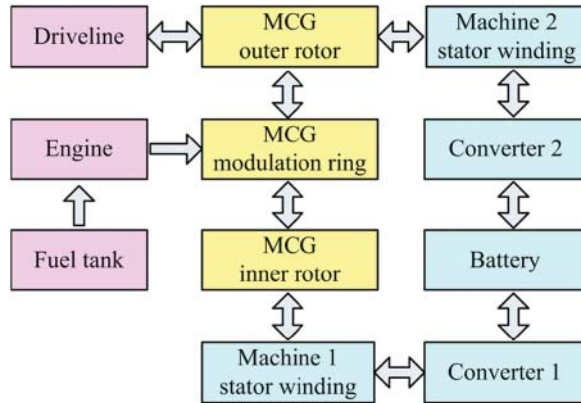 Driveline
MCG
outer rotor
Machine 2
stator winding
Engine
MCG
modulation ring
Converter 2
Fuel tank
MCG
inner rotor
Battery
Machine 1
stator winding
Converter 1